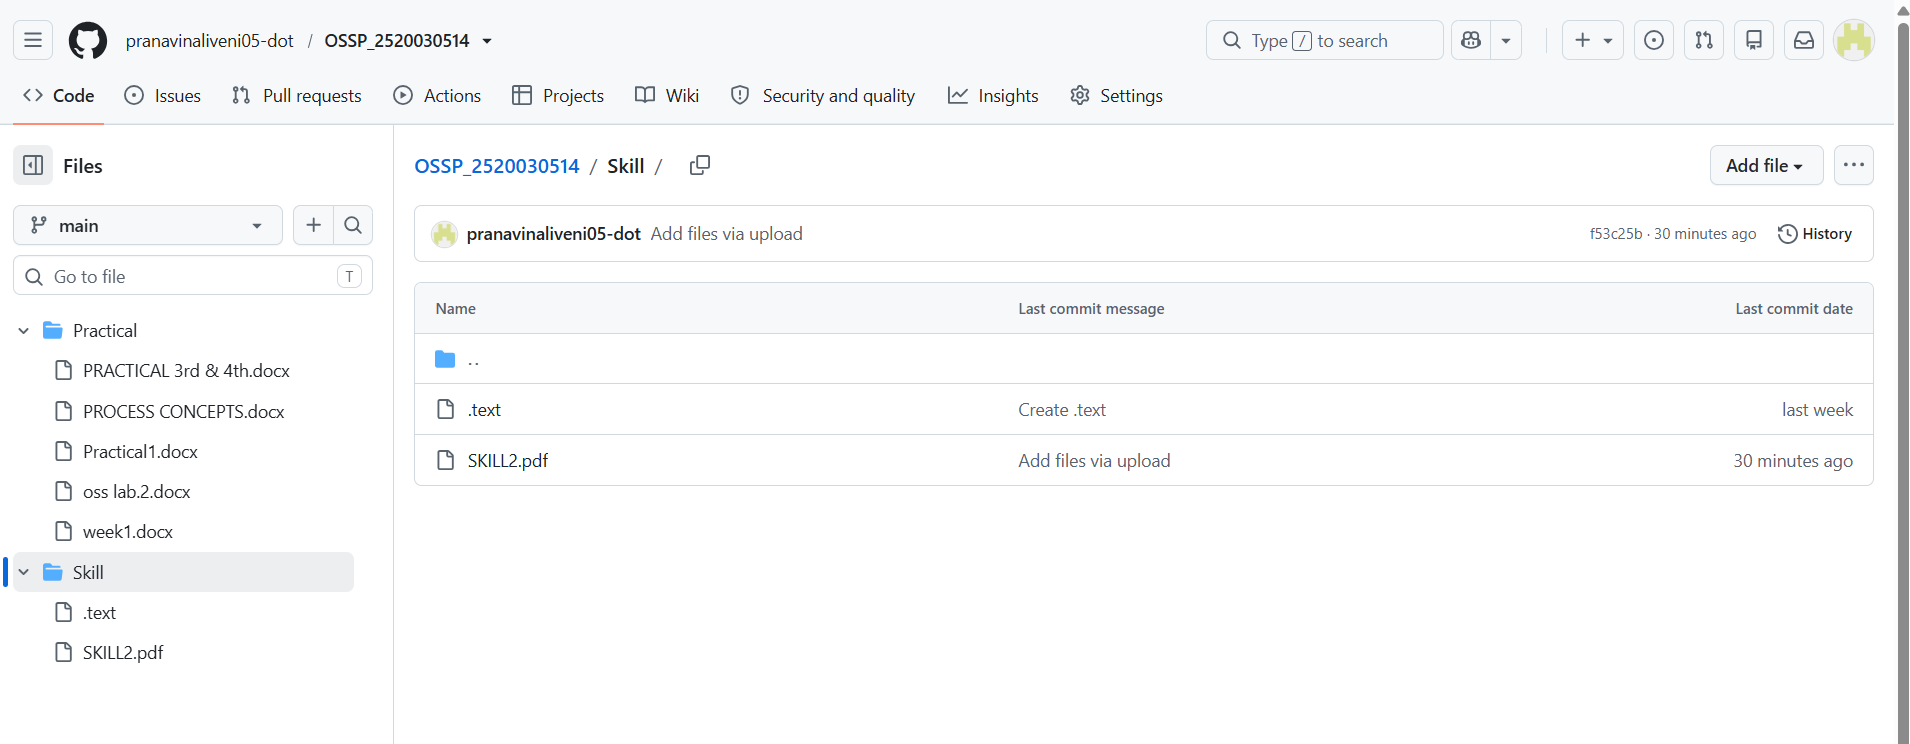 pranavinaliveni05-dot / OSSP_2520030514
Type / to search
Code Issues Pull requests Actions Projects Wiki Security and quality Insights Settings
Files
main
Go to file T
Practical
PRACTICAL 3rd & 4th.docx
PROCESS CONCEPTS.docx
Practical1.docx
oss lab.2.docx
week1.docx
Skill
.text
SKILL2.pdf
OSSP_2520030514 / Skill /
Add file
pranavinaliveni05-dot Add files via upload f53c25b · 30 minutes ago History
Name Last commit message Last commit date
..
.text Create .text last week
SKILL2.pdf Add files via upload 30 minutes ago